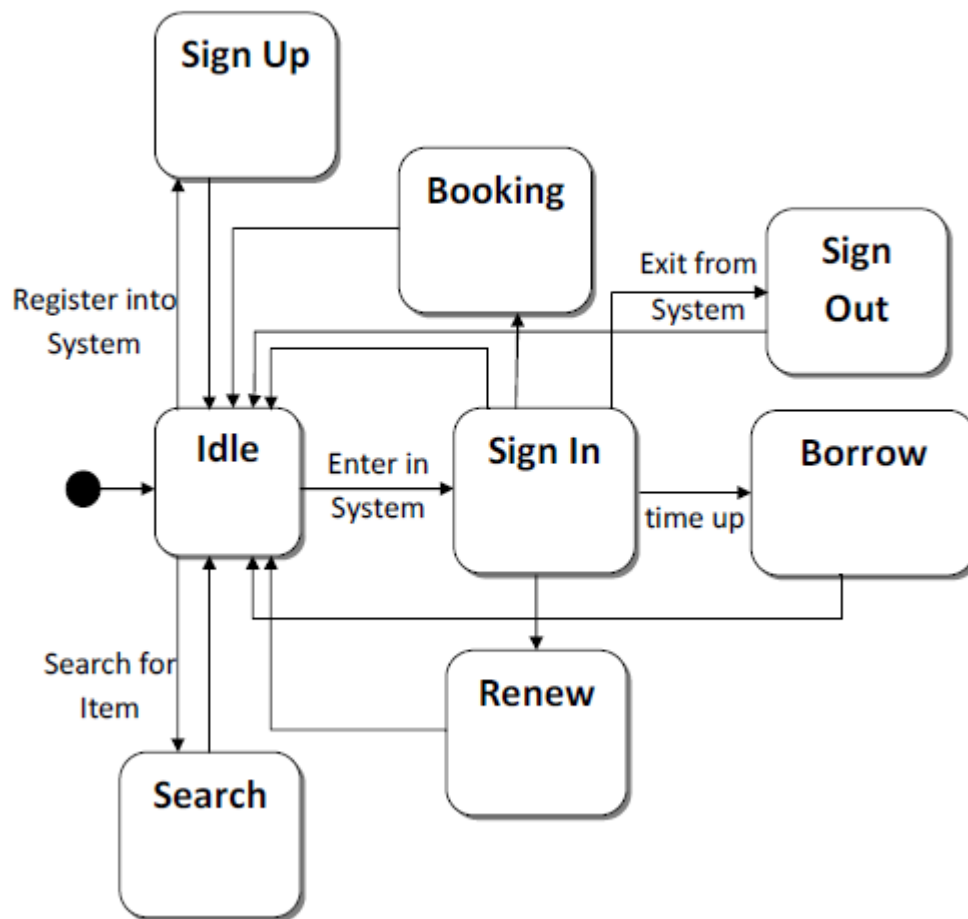 Sign Up
Booking
Sign
Out
Exit from
System
Register into
System
Idle
Enter in
System
Sign In
Borrow
time up
Search for
Item
Renew
Search